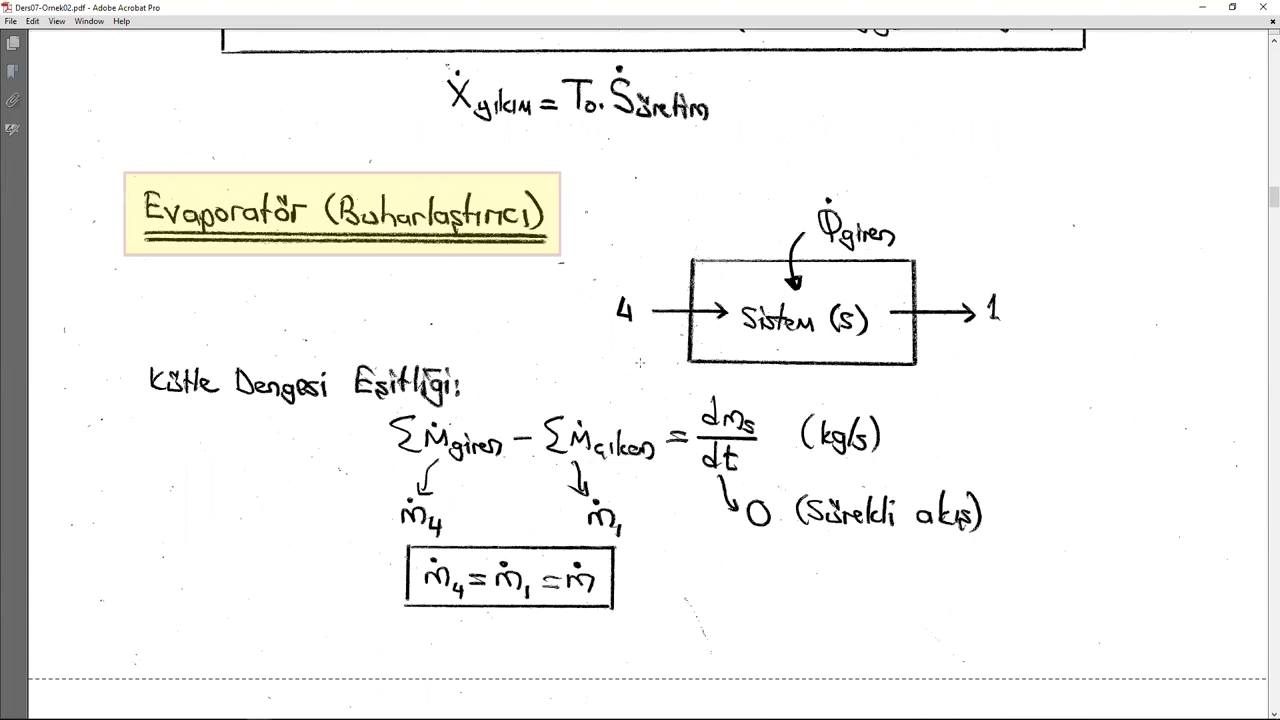 Ders07-Ornek02.pdf - Adobe Acrobat Pro
File Edit View Window Help
Ẋyıkım = T₀. Ṡüretim
Evaporatör (Buharlaştırıcı)
Q̇giren
4 Sistem (s) 1
Kütle Dengesi Eşitliği:
∑ṁgiren – ∑ṁçıkan = dmₛ/dt (kg/s)
ṁ₄ ṁ₁ 0 (Sürekli akış)
ṁ₄ = ṁ₁ = ṁ